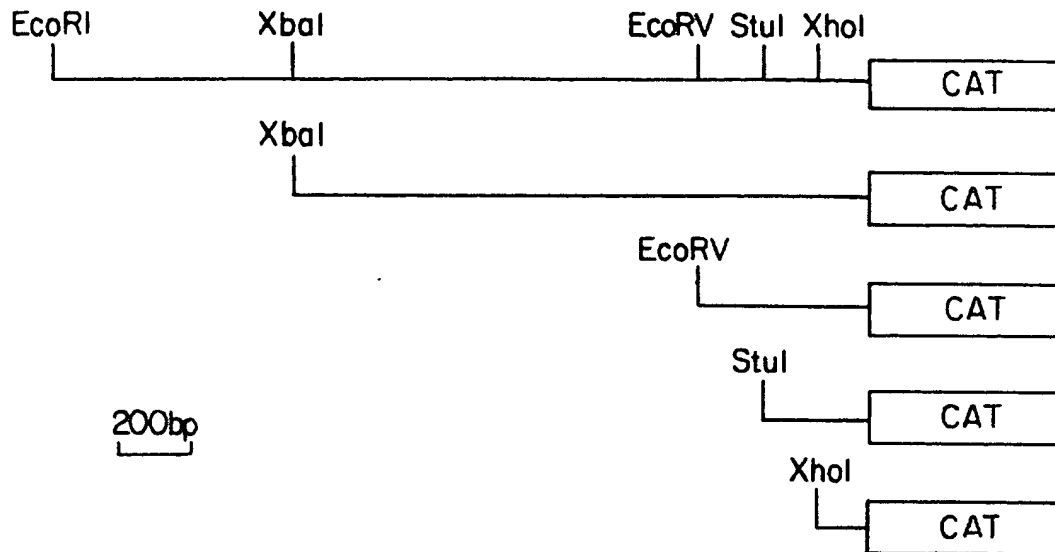 EcoRI XbaI EcoRV StuI XhoI
CAT
XbaI
CAT
EcoRV
CAT
StuI
CAT
200bp
XhoI
CAT